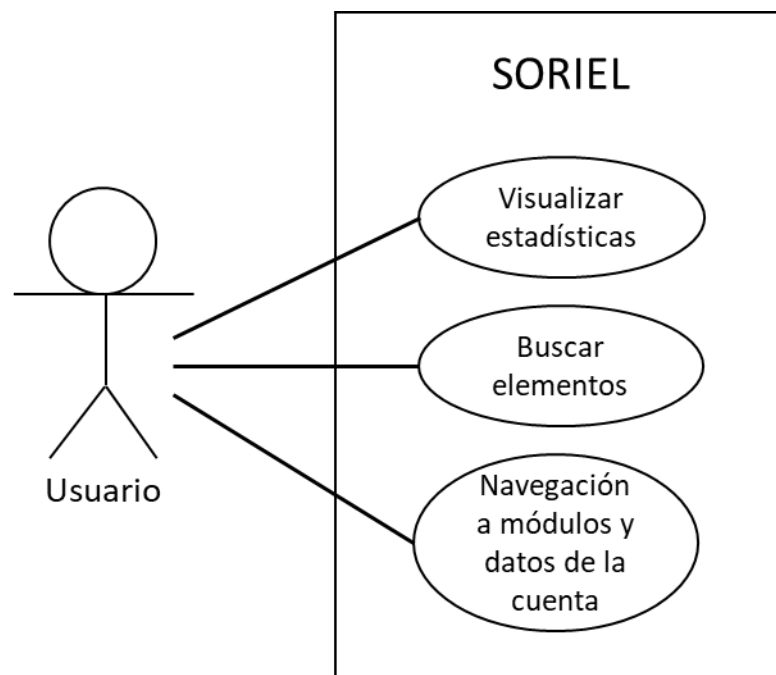 SORIEL
Visualizar
estadísticas
Buscar
elementos
Navegación
a módulos y
datos de la
cuenta
Usuario